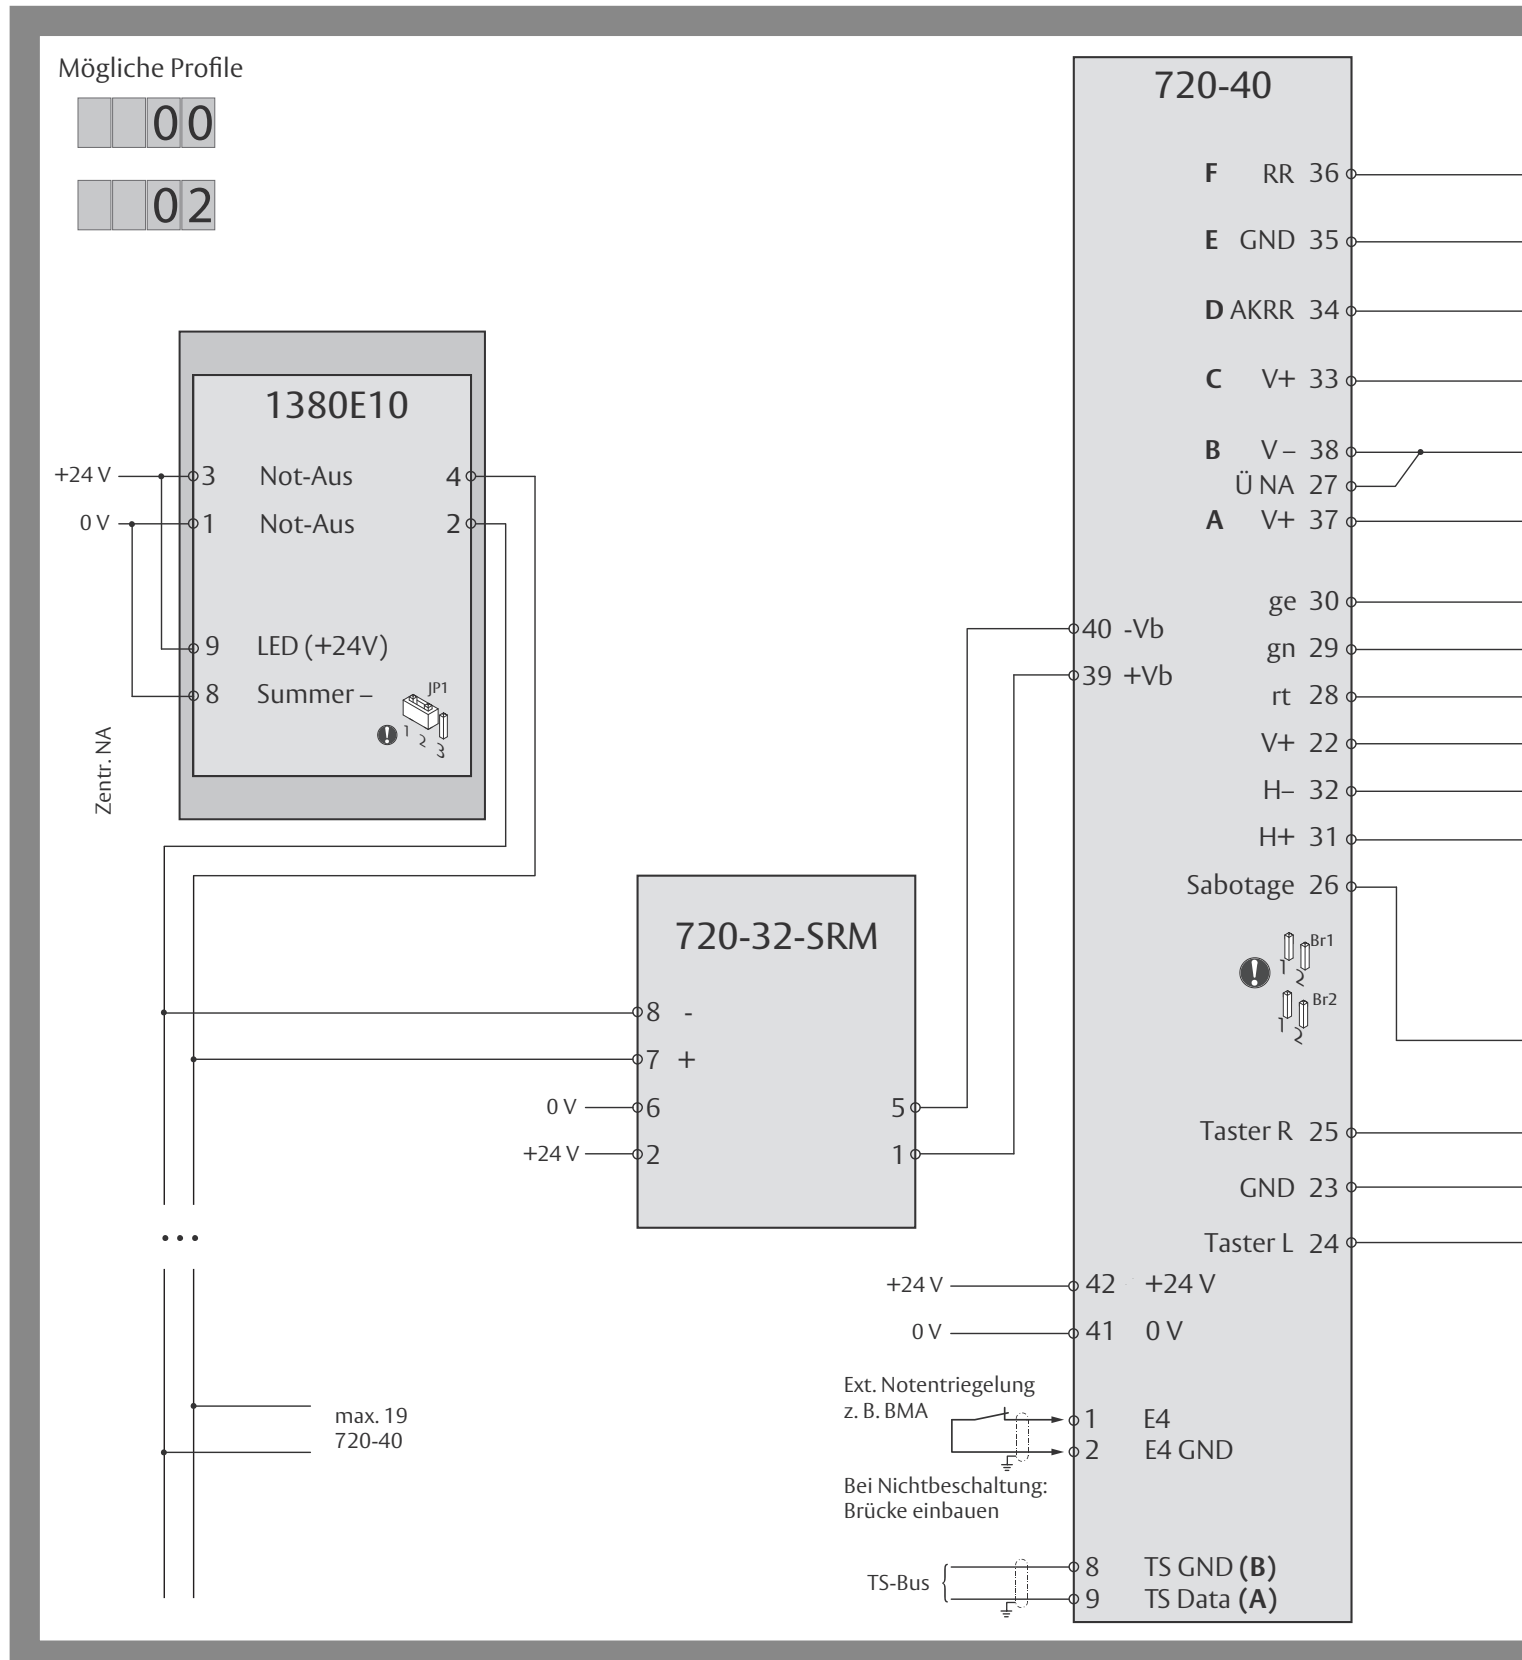 Mögliche Profile
00
02
1380E10
+24 V 3 Not-Aus 4
0 V 1 Not-Aus 2
9 LED (+24V)
8 Summer –
JP1
1 2 3
Zentr. NA
720-32-SRM
8 -
7 +
0 V 6 5
+24 V 2 1
max. 19
720-40
720-40
F RR 36
E GND 35
D AKRR 34
C V+ 33
B V – 38
Ü NA 27
A V+ 37
ge 30
40 -Vb
gn 29
39 +Vb
rt 28
V+ 22
H– 32
H+ 31
Sabotage 26
Br1
1 2
Br2
1 2
Taster R 25
GND 23
Taster L 24
+24 V 42 +24 V
0 V 41 0 V
Ext. Notentriegelung
z. B. BMA
1 E4
2 E4 GND
Bei Nichtbeschaltung:
Brücke einbauen
TS-Bus
8 TS GND (B)
9 TS Data (A)